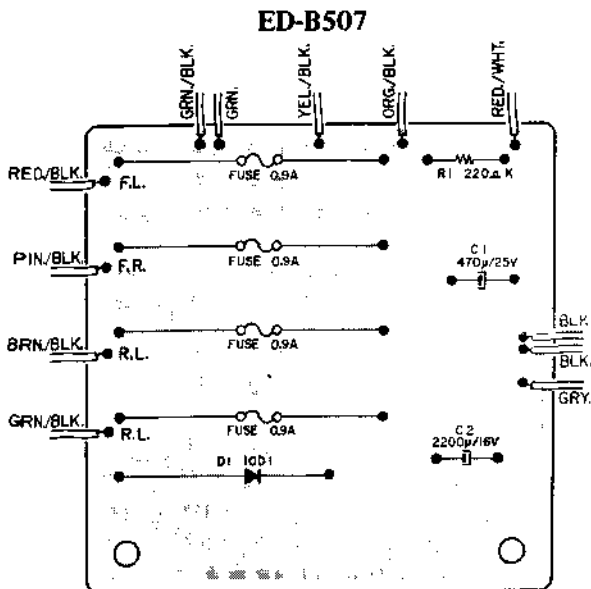 ED-B507
GRN./BLK.
GRN.
YEL./BLK.
ORG./BLK.
RED./WHT.
RED/BLK.
F.L.
FUSE 0.9A
R1 220Ω K
PIN/BLK.
F.R.
FUSE 0.9A
C1
470μ/25V
BRN/BLK.
R.L.
FUSE 0.9A
BLK
BLK.
GRY.
GRN/BLK.
R.L.
FUSE 0.9A
C2
2200μ/16V
D1 10D1